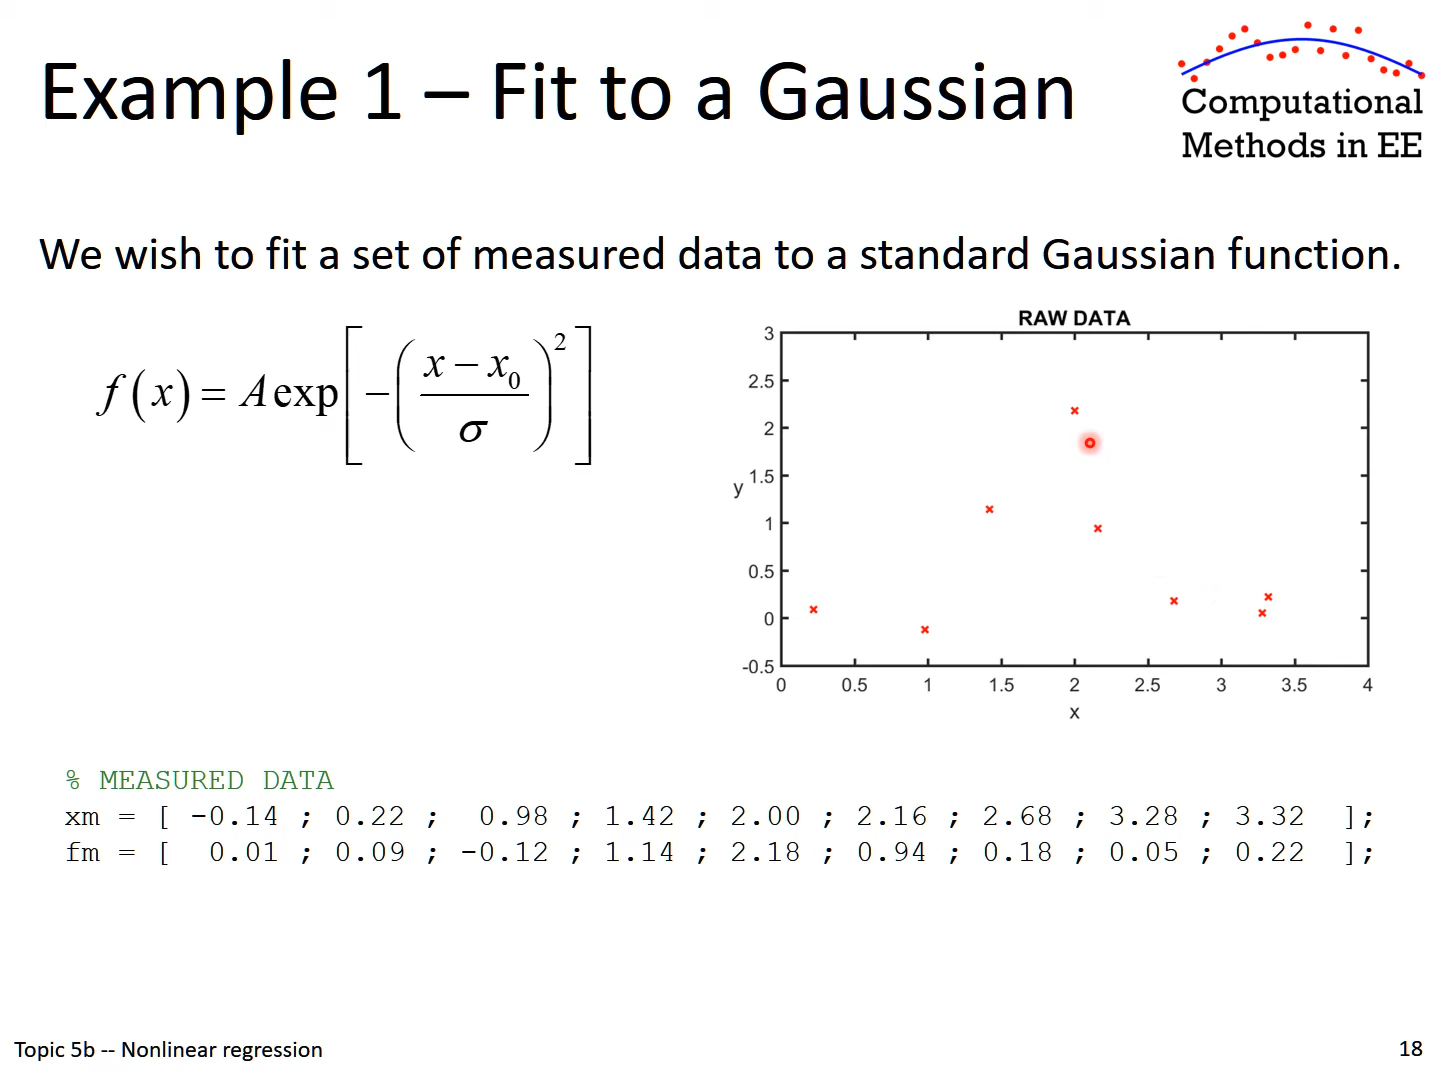 Example 1 – Fit to a Gaussian
Computational
Methods in EE
We wish to fit a set of measured data to a standard Gaussian function.
f(x) = A exp[−((x − x₀)/σ)²]
RAW DATA
3
2.5
2
1.5
1
0.5
0
-0.5
y
0 0.5 1 1.5 2 2.5 3 3.5 4
x
% MEASURED DATA
xm = [ -0.14 ; 0.22 ; 0.98 ; 1.42 ; 2.00 ; 2.16 ; 2.68 ; 3.28 ; 3.32 ];
fm = [ 0.01 ; 0.09 ; -0.12 ; 1.14 ; 2.18 ; 0.94 ; 0.18 ; 0.05 ; 0.22 ];
Topic 5b -- Nonlinear regression
18